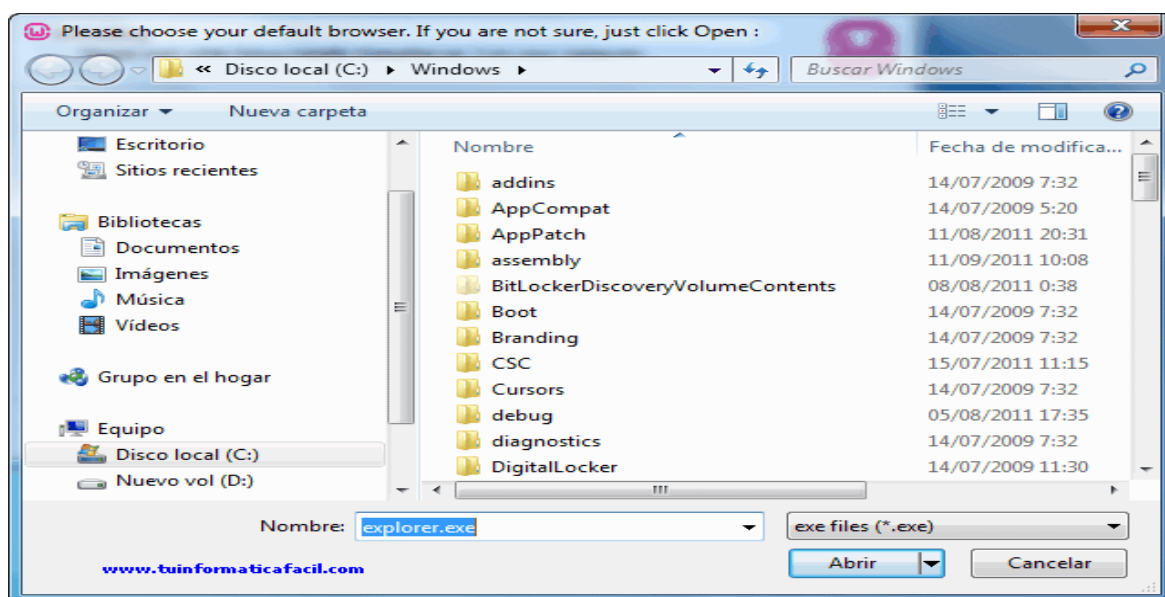 Please choose your default browser. If you are not sure, just click Open :
« Disco local (C:) Windows Buscar Windows
Organizar Nueva carpeta
Escritorio
Sitios recientes
Bibliotecas
Documentos
Imágenes
Música
Vídeos
Grupo en el hogar
Equipo
Disco local (C:)
Nuevo vol (D:)
Nombre Fecha de modifica...
addins 14/07/2009 7:32
AppCompat 14/07/2009 5:20
AppPatch 11/08/2011 20:31
assembly 11/09/2011 10:08
BitLockerDiscoveryVolumeContents 08/08/2011 0:38
Boot 14/07/2009 7:32
Branding 14/07/2009 7:32
CSC 15/07/2011 11:15
Cursors 14/07/2009 7:32
debug 05/08/2011 17:35
diagnostics 14/07/2009 7:32
DigitalLocker 14/07/2009 11:30
Nombre: explorer.exe exe files (*.exe)
www.tuinformaticafacil.com
Abrir Cancelar